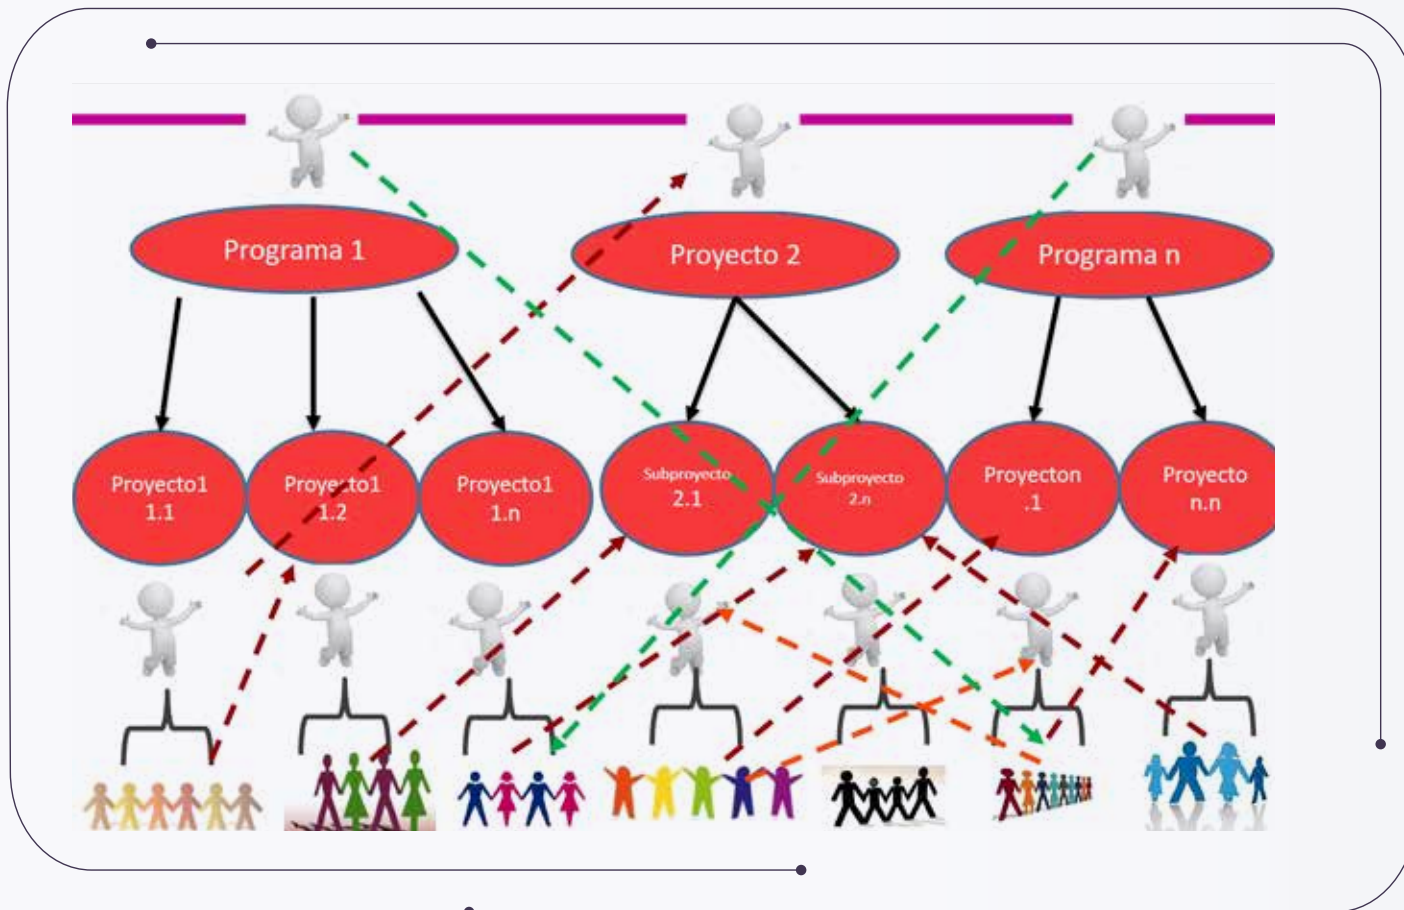 Programa 1
Proyecto 2
Programa n
Proyecto1
1.1
Proyecto1
1.2
Proyecto1
1.n
Subproyecto
2.1
Subproyecto
2.n
Proyecton
.1
Proyecto
n.n